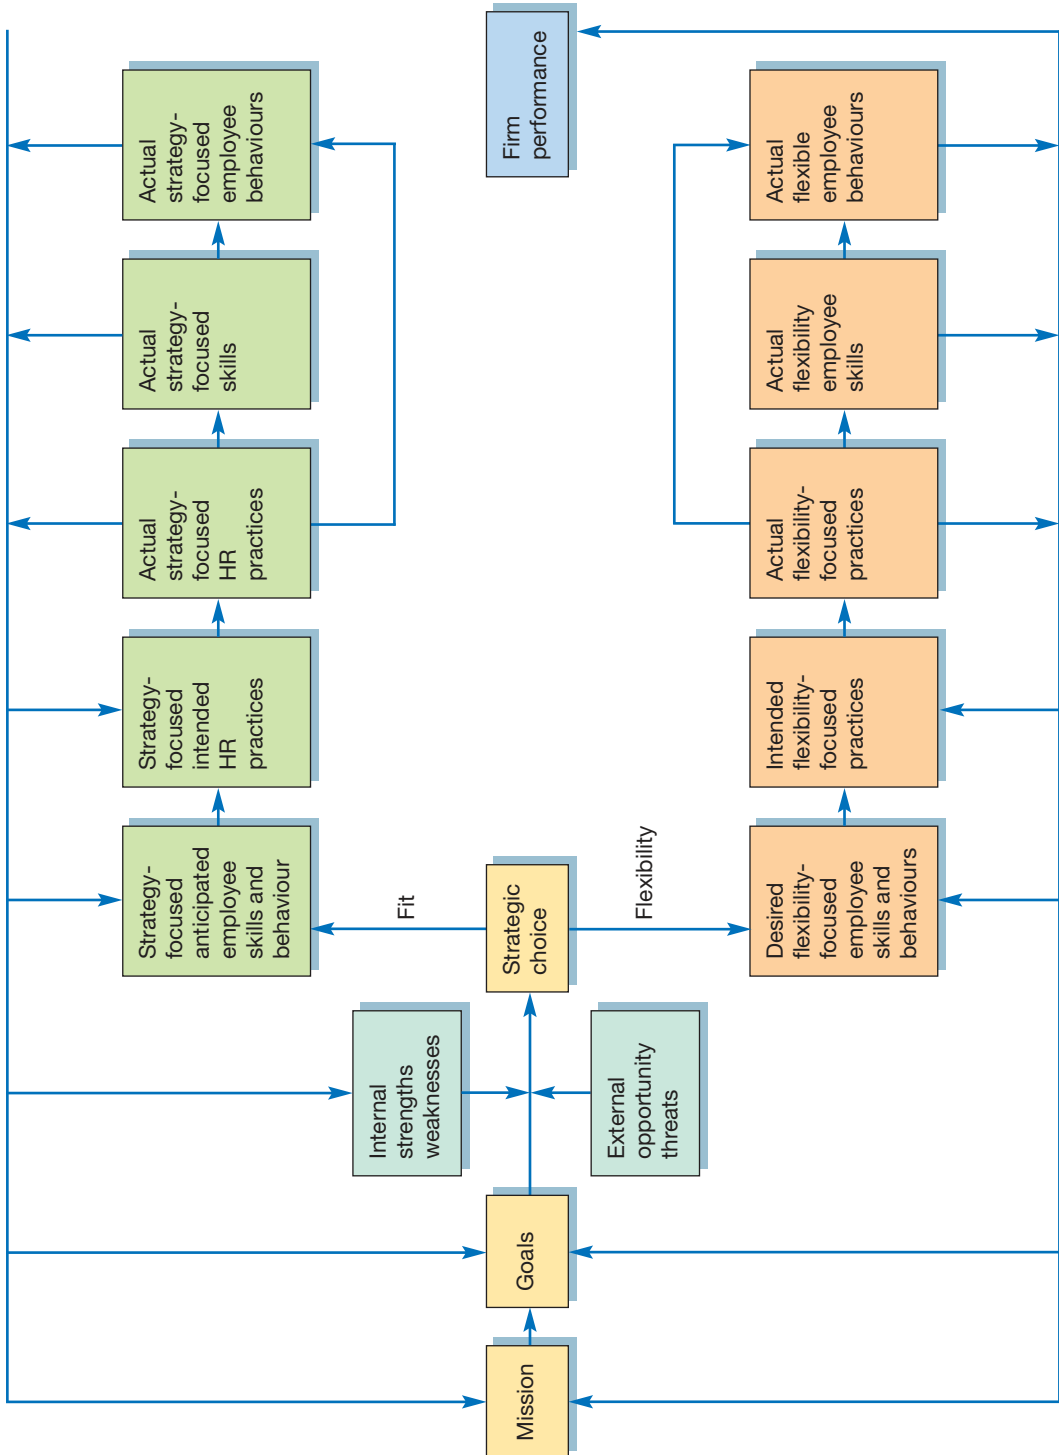 Mission
Goals
Internal
strengths
weaknesses
External
opportunity
threats
Strategic
choice
Fit
Flexibility
Strategy-
focused
anticipated
employee
skills and
behaviour
Strategy-
focused
intended
HR
practices
Actual
strategy-
focused
HR
practices
Actual
strategy-
focused
skills
Actual
strategy-
focused
employee
behaviours
Firm
performance
Desired
flexibility-
focused
employee
skills and
behaviours
Intended
flexibility-
focused
practices
Actual
flexibility-
focused
practices
Actual
flexibility
employee
skills
Actual
flexible
employee
behaviours